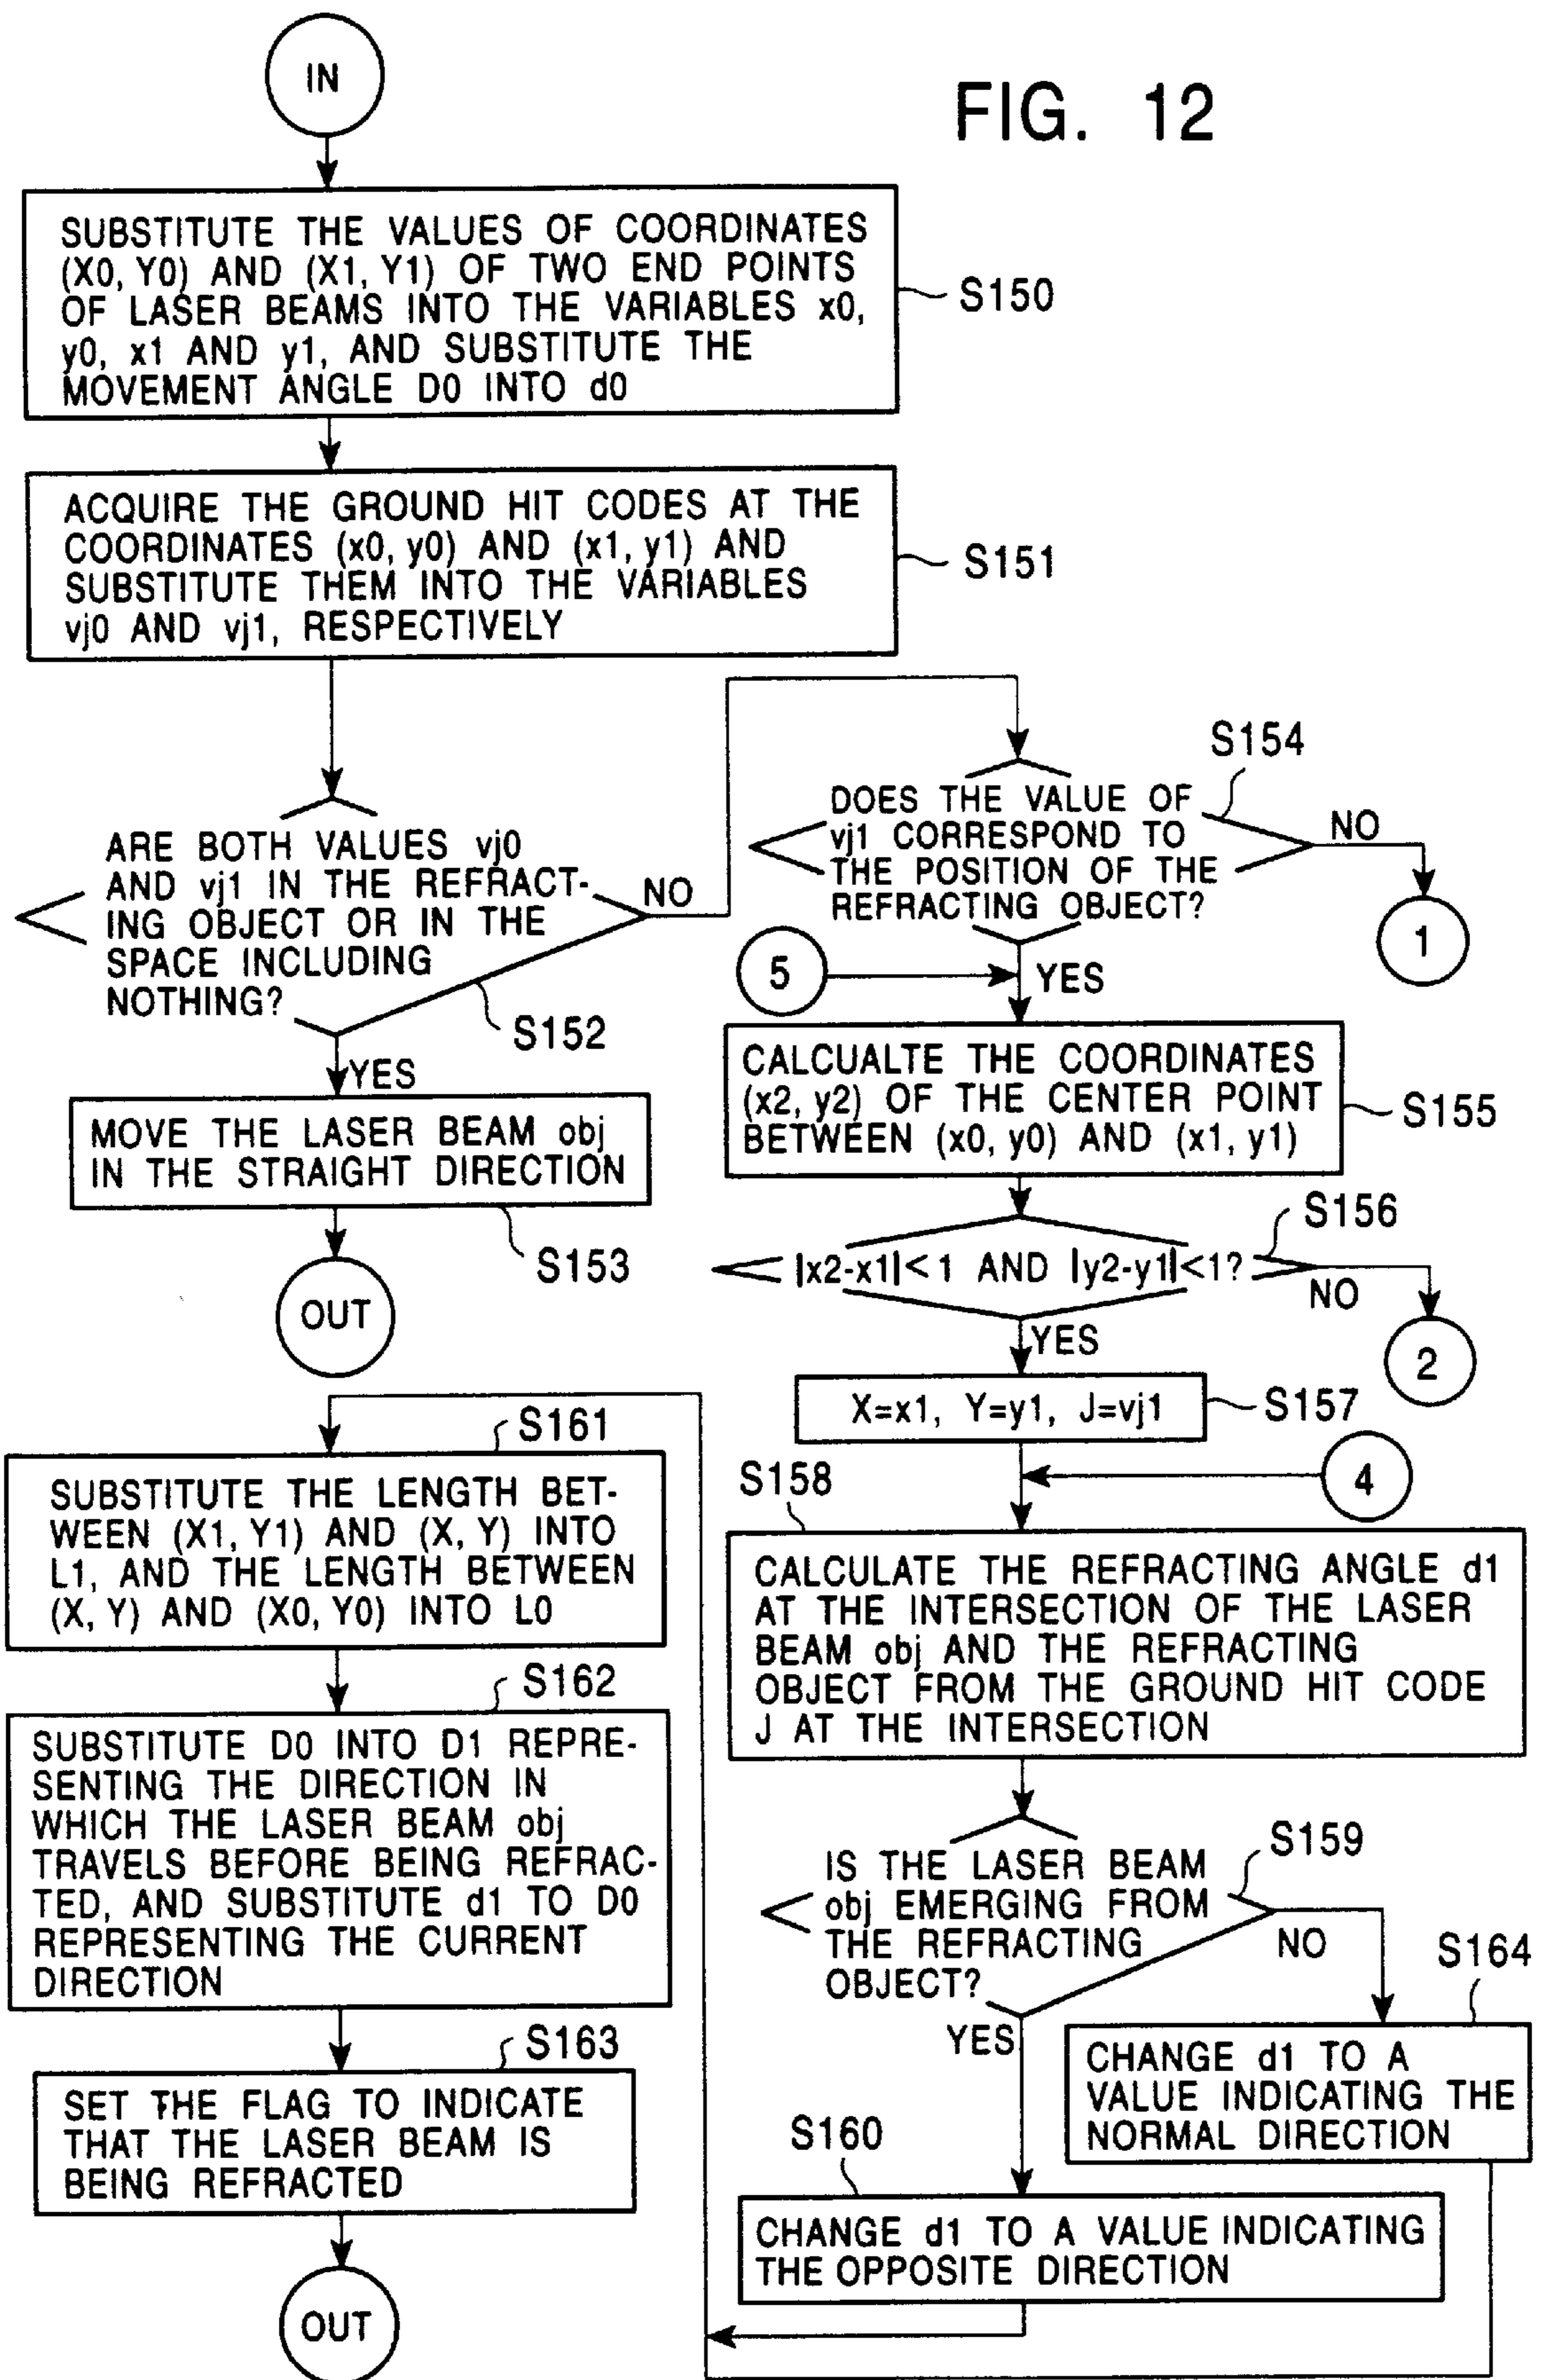 IN
FIG. 12
SUBSTITUTE THE VALUES OF COORDINATES
(X0, Y0) AND (X1, Y1) OF TWO END POINTS
OF LASER BEAMS INTO THE VARIABLES x0,
y0, x1 AND y1, AND SUBSTITUTE THE
MOVEMENT ANGLE D0 INTO d0
S150
ACQUIRE THE GROUND HIT CODES AT THE
COORDINATES (x0, y0) AND (x1, y1) AND
SUBSTITUTE THEM INTO THE VARIABLES
vj0 AND vj1, RESPECTIVELY
S151
ARE BOTH VALUES vj0
AND vj1 IN THE REFRACT-
ING OBJECT OR IN THE
SPACE INCLUDING
NOTHING?
NO
S152
YES
MOVE THE LASER BEAM obj
IN THE STRAIGHT DIRECTION
S153
OUT
S154
DOES THE VALUE OF
vj1 CORRESPOND TO
THE POSITION OF THE
REFRACTING OBJECT?
NO
1
5
YES
CALCUALTE THE COORDINATES
(x2, y2) OF THE CENTER POINT
BETWEEN (x0, y0) AND (x1, y1)
S155
S156
|x2-x1|<1 AND |y2-y1|<1?
NO
2
YES
X=x1, Y=y1, J=vj1
S157
4
S158
CALCULATE THE REFRACTING ANGLE d1
AT THE INTERSECTION OF THE LASER
BEAM obj AND THE REFRACTING
OBJECT FROM THE GROUND HIT CODE
J AT THE INTERSECTION
S159
IS THE LASER BEAM
obj EMERGING FROM
THE REFRACTING
OBJECT?
NO
YES
S164
CHANGE d1 TO A
VALUE INDICATING THE
NORMAL DIRECTION
S160
CHANGE d1 TO A VALUE INDICATING
THE OPPOSITE DIRECTION
S161
SUBSTITUTE THE LENGTH BET-
WEEN (X1, Y1) AND (X, Y) INTO
L1, AND THE LENGTH BETWEEN
(X, Y) AND (X0, Y0) INTO L0
S162
SUBSTITUTE D0 INTO D1 REPRE-
SENTING THE DIRECTION IN
WHICH THE LASER BEAM obj
TRAVELS BEFORE BEING REFRAC-
TED, AND SUBSTITUTE d1 TO D0
REPRESENTING THE CURRENT
DIRECTION
S163
SET THE FLAG TO INDICATE
THAT THE LASER BEAM IS
BEING REFRACTED
OUT